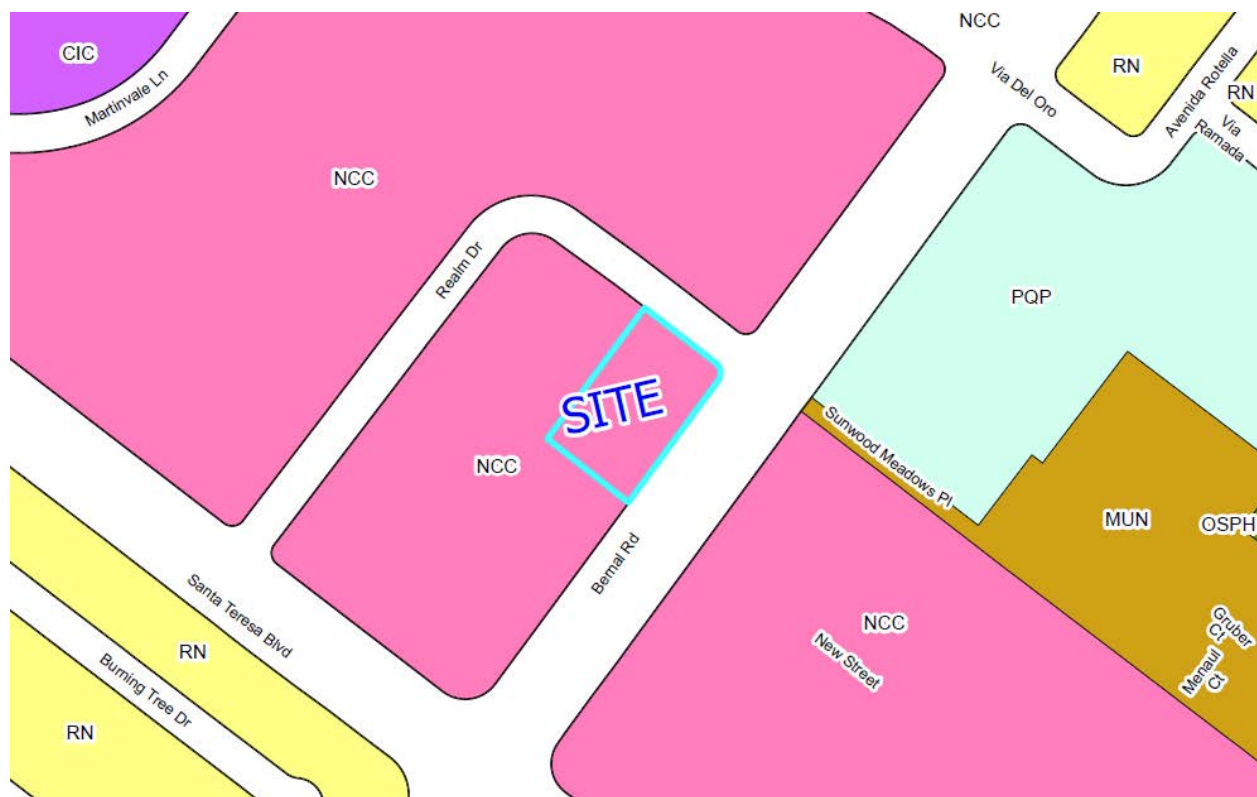 NCC
CIC
Martinvale Ln
Via Del Oro
RN
Avenida Rotella
RN
Via
Ramada
NCC
Realm Dr
PQP
SITE
Sunwood Meadows Pl
NCC
MUN
OSPH
Bernal Rd
Santa Teresa Blvd
NCC
New Street
Gruber
Ct
Menaul
Ct
RN
Burning Tree Dr
RN